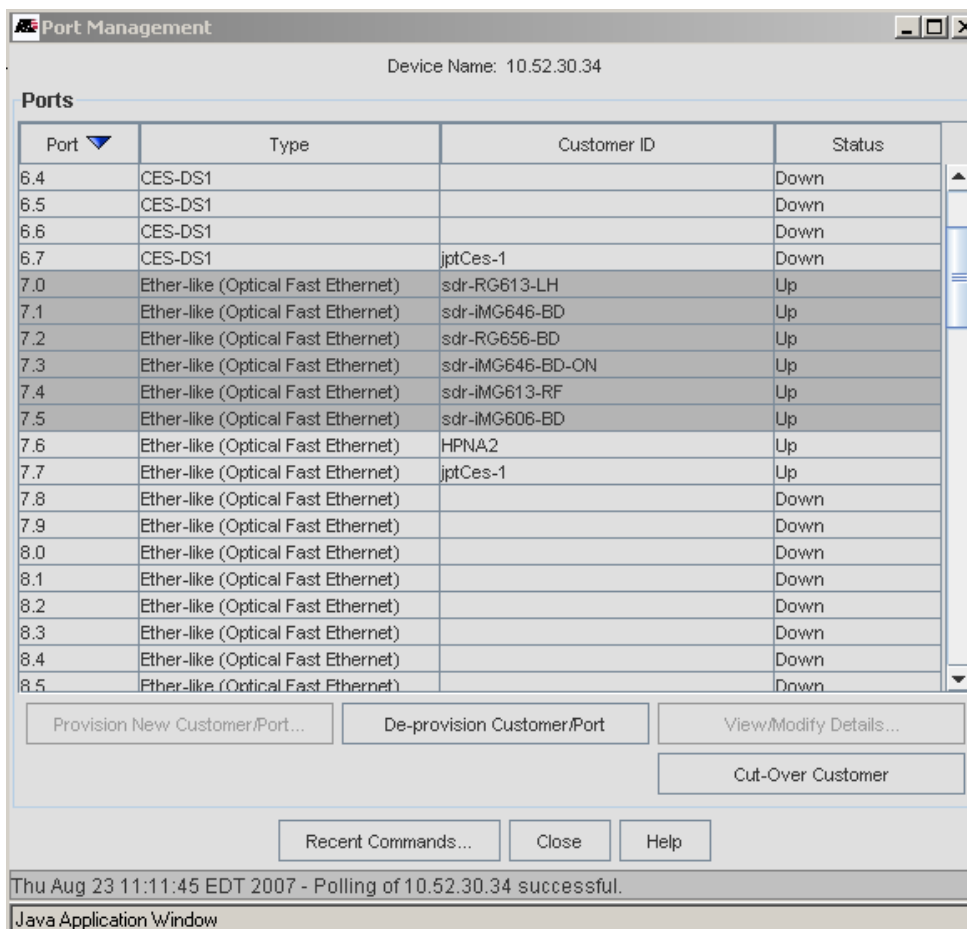 Port Management
Device Name: 10.52.30.34
Ports
Port Type Customer ID Status
6.4 CES-DS1 Down
6.5 CES-DS1 Down
6.6 CES-DS1 Down
6.7 CES-DS1 jptCes-1 Down
7.0 Ether-like (Optical Fast Ethernet) sdr-RG613-LH Up
7.1 Ether-like (Optical Fast Ethernet) sdr-iMG646-BD Up
7.2 Ether-like (Optical Fast Ethernet) sdr-RG656-BD Up
7.3 Ether-like (Optical Fast Ethernet) sdr-iMG646-BD-ON Up
7.4 Ether-like (Optical Fast Ethernet) sdr-iMG613-RF Up
7.5 Ether-like (Optical Fast Ethernet) sdr-iMG606-BD Up
7.6 Ether-like (Optical Fast Ethernet) HPNA2 Up
7.7 Ether-like (Optical Fast Ethernet) jptCes-1 Up
7.8 Ether-like (Optical Fast Ethernet) Down
7.9 Ether-like (Optical Fast Ethernet) Down
8.0 Ether-like (Optical Fast Ethernet) Down
8.1 Ether-like (Optical Fast Ethernet) Down
8.2 Ether-like (Optical Fast Ethernet) Down
8.3 Ether-like (Optical Fast Ethernet) Down
8.4 Ether-like (Optical Fast Ethernet) Down
8.5 Ether-like (Optical Fast Ethernet) Down
Provision New Customer/Port... De-provision Customer/Port View/Modify Details...
Cut-Over Customer
Recent Commands... Close Help
Thu Aug 23 11:11:45 EDT 2007 - Polling of 10.52.30.34 successful.
Java Application Window